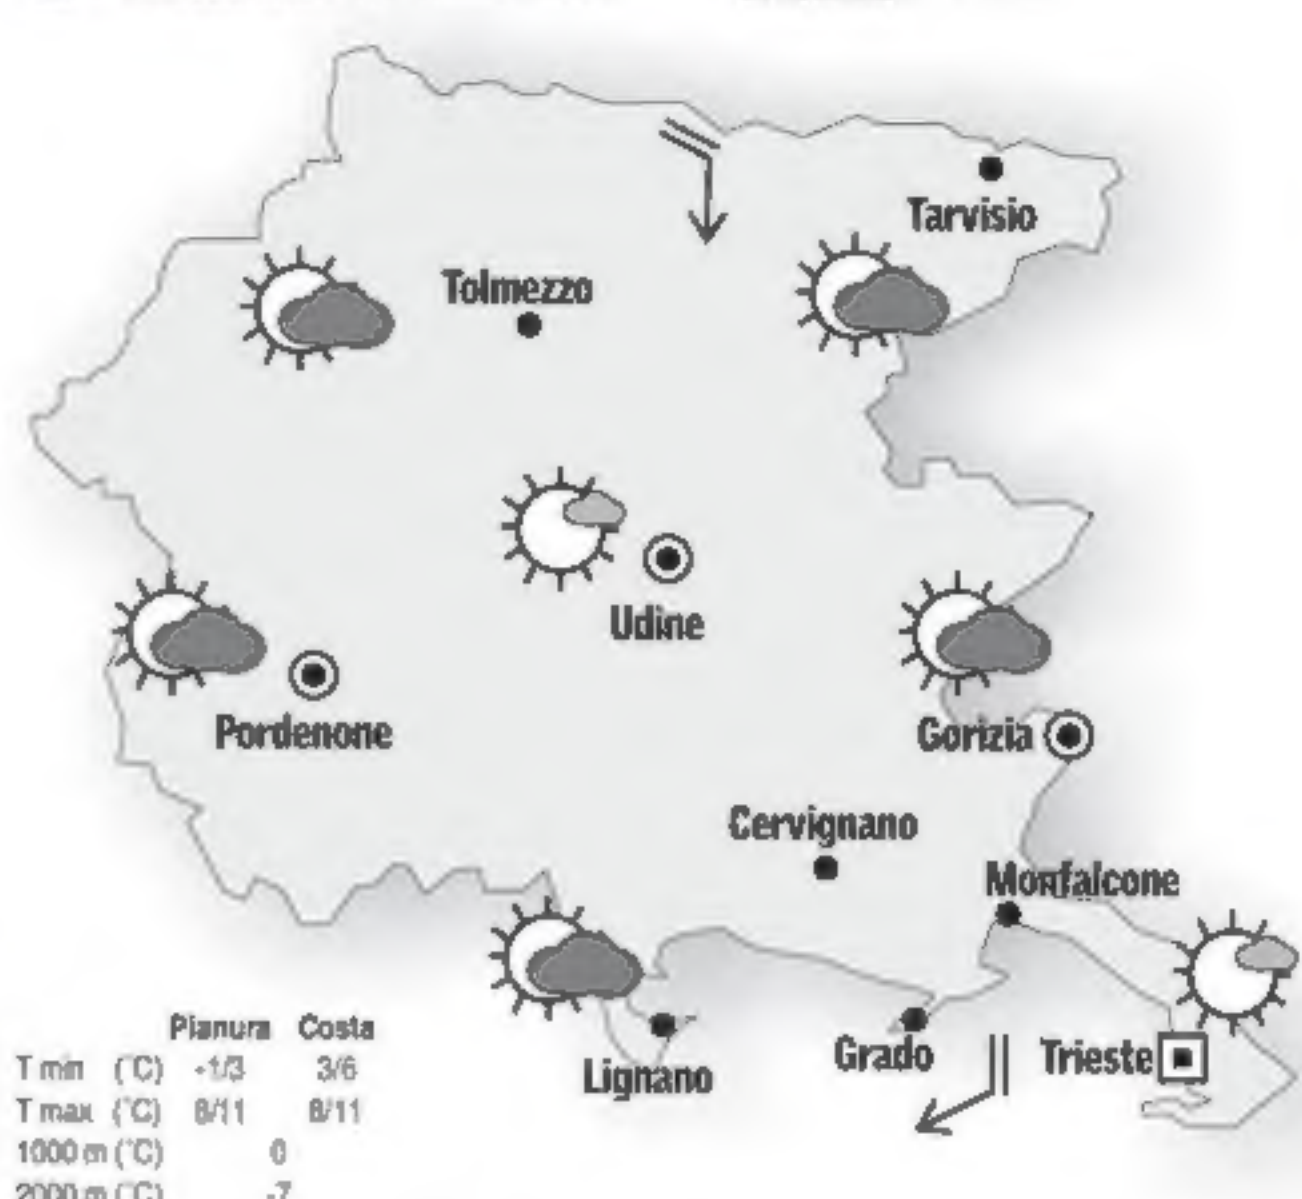 Tarvisio
Tolmezzo
Udine
Pordenone
Gorizia
Cervignano
Monfalcone
Grado
Trieste
Lignano
Pianura Costa
T min (°C) -1/3 3/6
T max (°C) 8/11 8/11
1000 m (°C) 0
2000 m (°C) -7